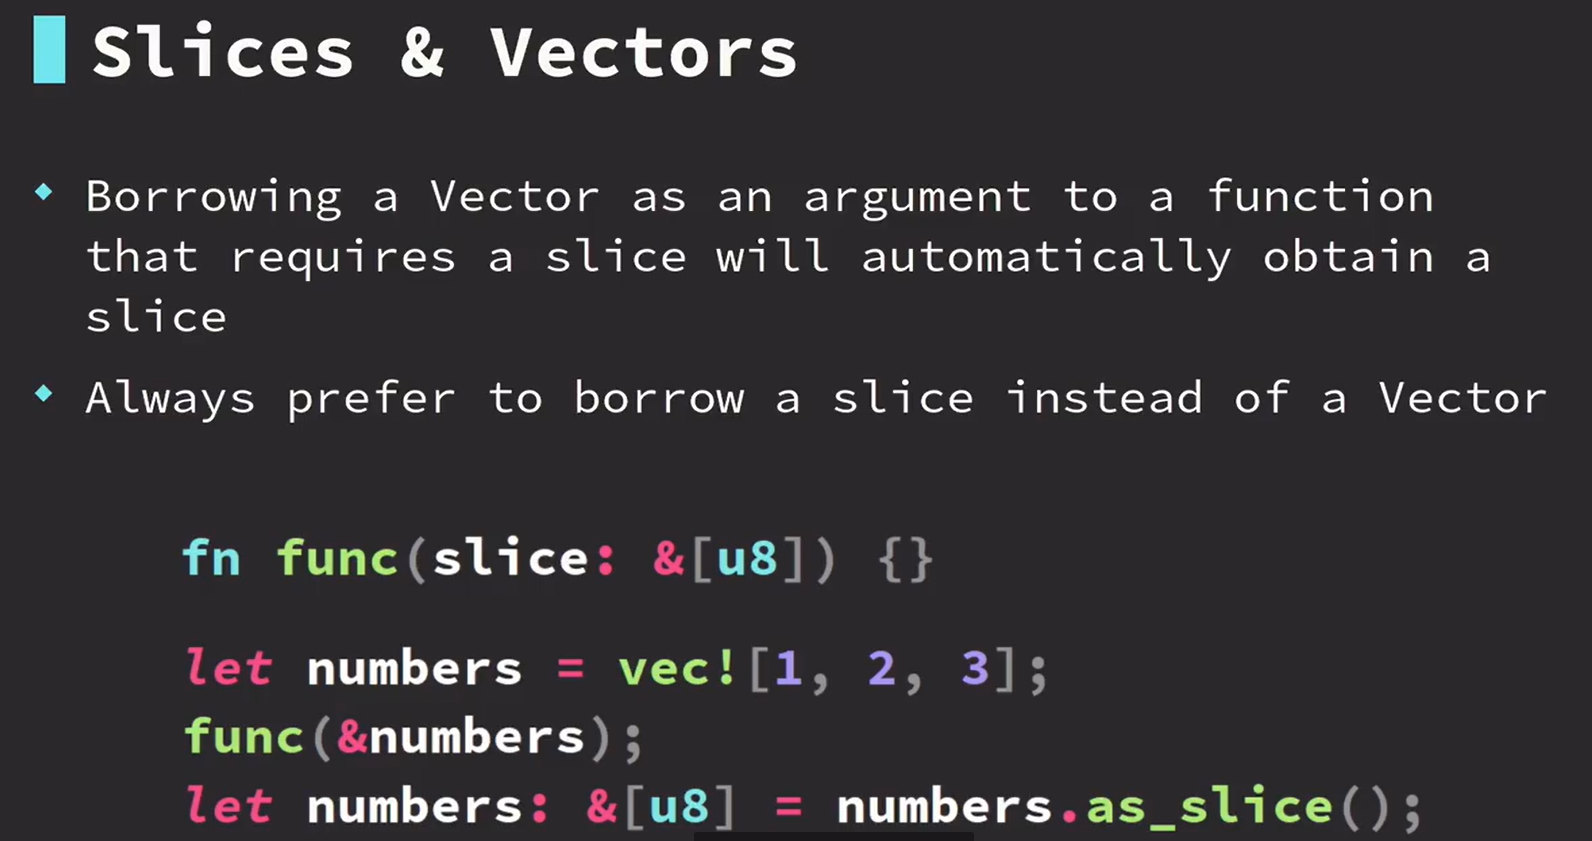 Slices & Vectors
Borrowing a Vector as an argument to a function
that requires a slice will automatically obtain a
slice
Always prefer to borrow a slice instead of a Vector
fn func(slice: &[u8]) {}
let numbers = vec![1, 2, 3];
func(&numbers);
let numbers: &[u8] = numbers.as_slice();